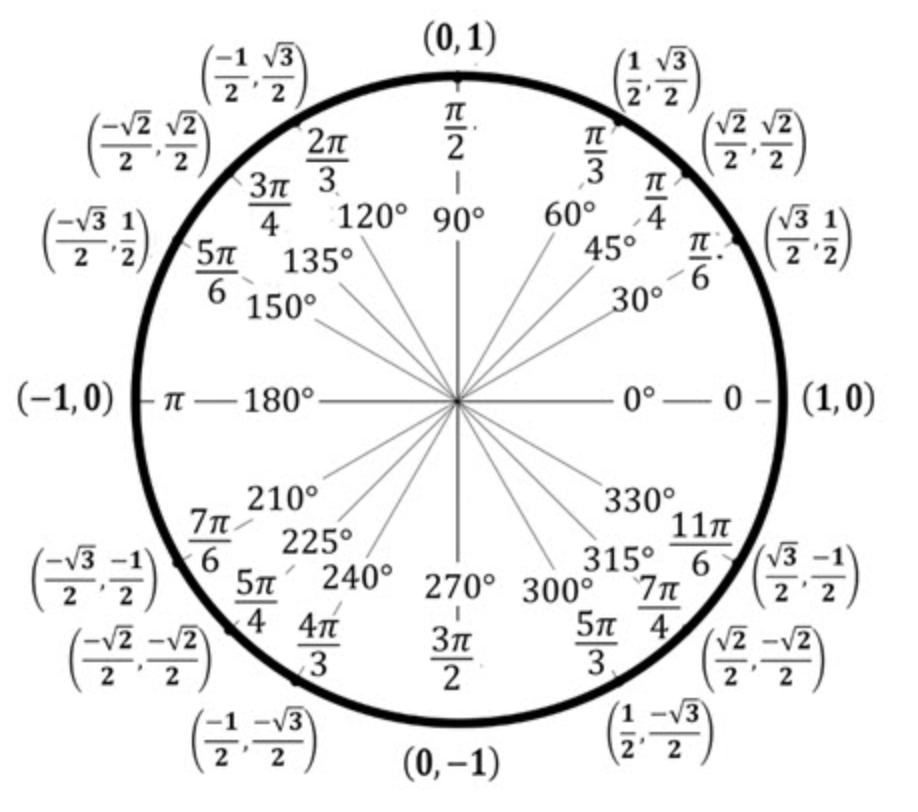 (0, 1)
(-1/2, √3/2)
(1/2, √3/2)
(-√2/2, √2/2)
(√2/2, √2/2)
(-√3/2, 1/2)
(√3/2, 1/2)
π/2
2π/3
π/3
3π/4
π/4
5π/6
π/6
120°
90°
60°
135°
45°
150°
30°
(-1, 0)
π
180°
0°
0
(1, 0)
210°
330°
7π/6
11π/6
225°
315°
240°
270°
300°
5π/4
7π/4
4π/3
3π/2
5π/3
(-√3/2, -1/2)
(√3/2, -1/2)
(-√2/2, -√2/2)
(√2/2, -√2/2)
(-1/2, -√3/2)
(1/2, -√3/2)
(0, -1)